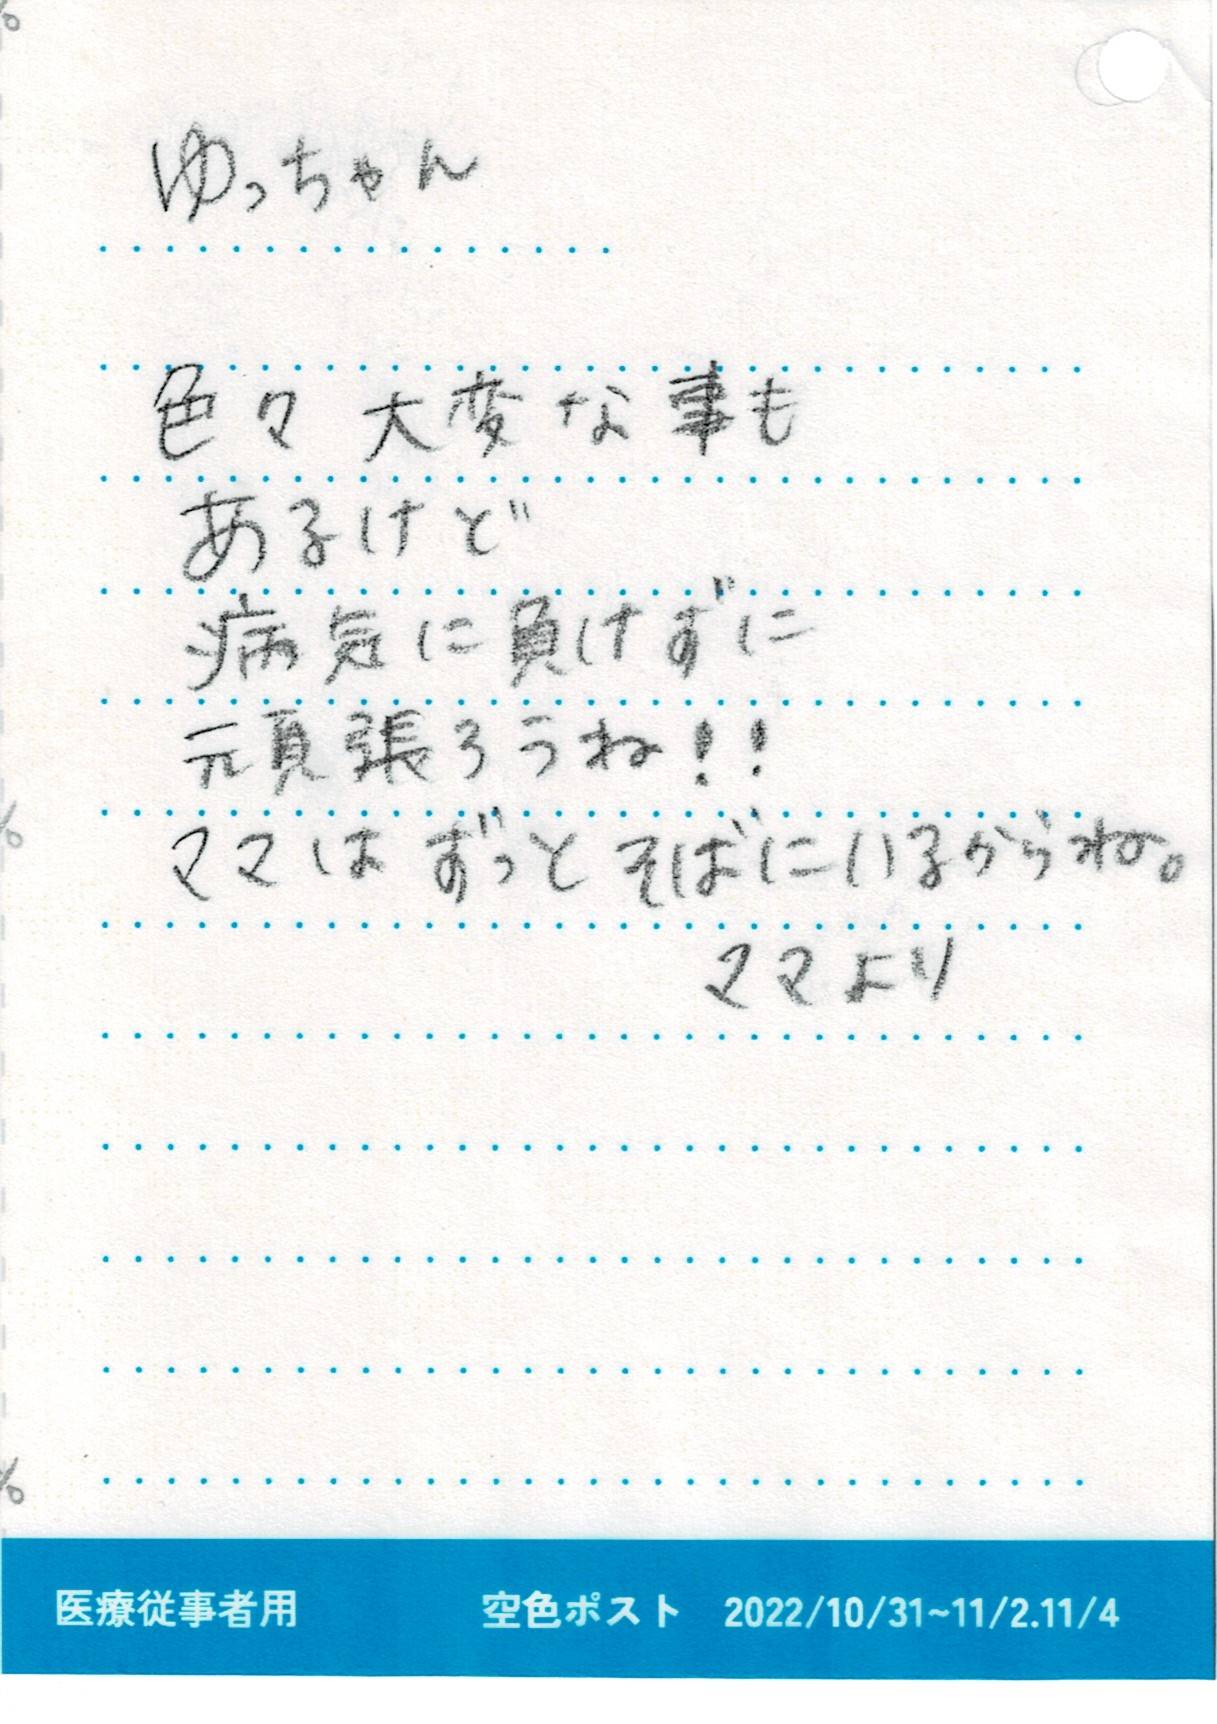 ゆっちゃん
色々大変な事も
あるけど
病気に負けずに
頑張ろうね!!
ママはずっとそばにいるからね。
ママより
医療従事者用 空色ポスト 2022/10/31~11/2.11/4